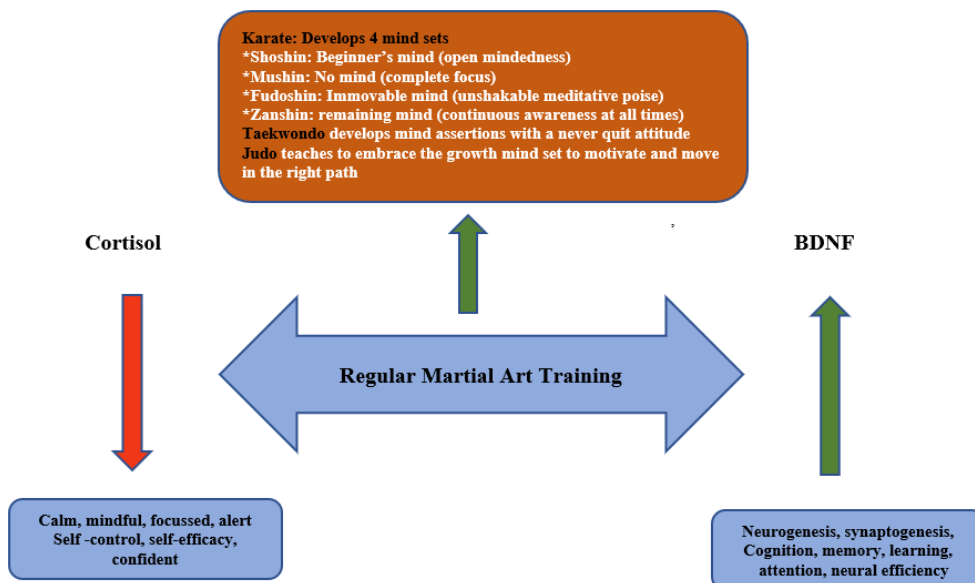 Karate: Develops 4 mind sets
*Shoshin: Beginner's mind (open mindedness)
*Mushin: No mind (complete focus)
*Fudoshin: Immovable mind (unshakable meditative poise)
*Zanshin: remaining mind (continuous awareness at all times)
Taekwondo develops mind assertions with a never quit attitude
Judo teaches to embrace the growth mind set to motivate and move
in the right path
,
Cortisol
BDNF
Regular Martial Art Training
Calm, mindful, focussed, alert
Self -control, self-efficacy,
confident
Neurogenesis, synaptogenesis,
Cognition, memory, learning,
attention, neural efficiency